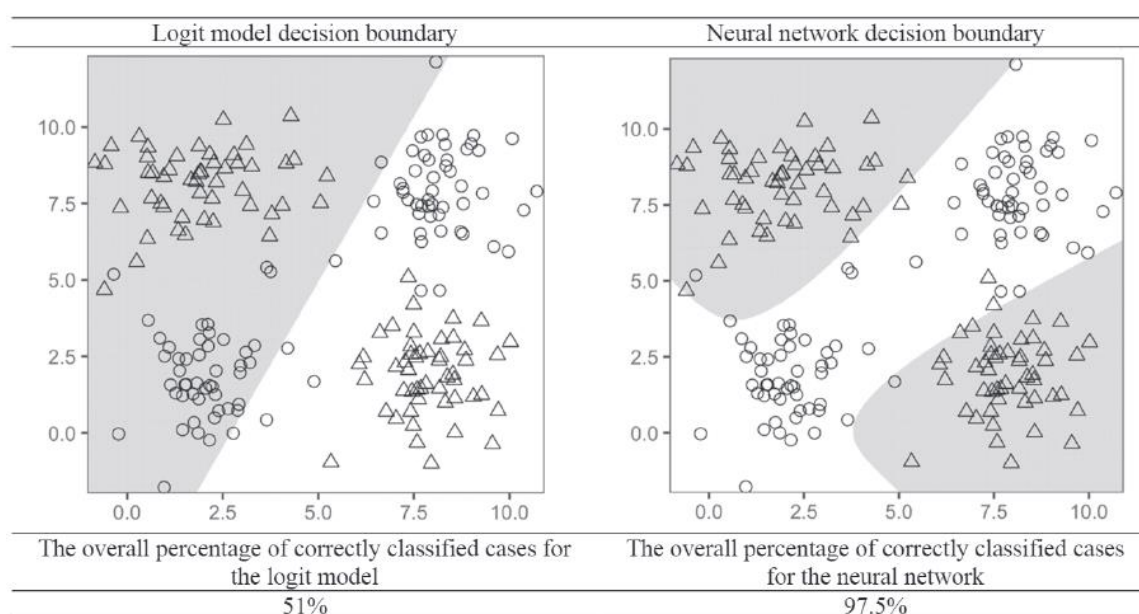 Logit model decision boundary
Neural network decision boundary
10.0
7.5
5.0
2.5
0.0
0.0 2.5 5.0 7.5 10.0
10.0
7.5
5.0
2.5
0.0
0.0 2.5 5.0 7.5 10.0
The overall percentage of correctly classified cases for
the logit model
The overall percentage of correctly classified cases
for the neural network
51%
97.5%